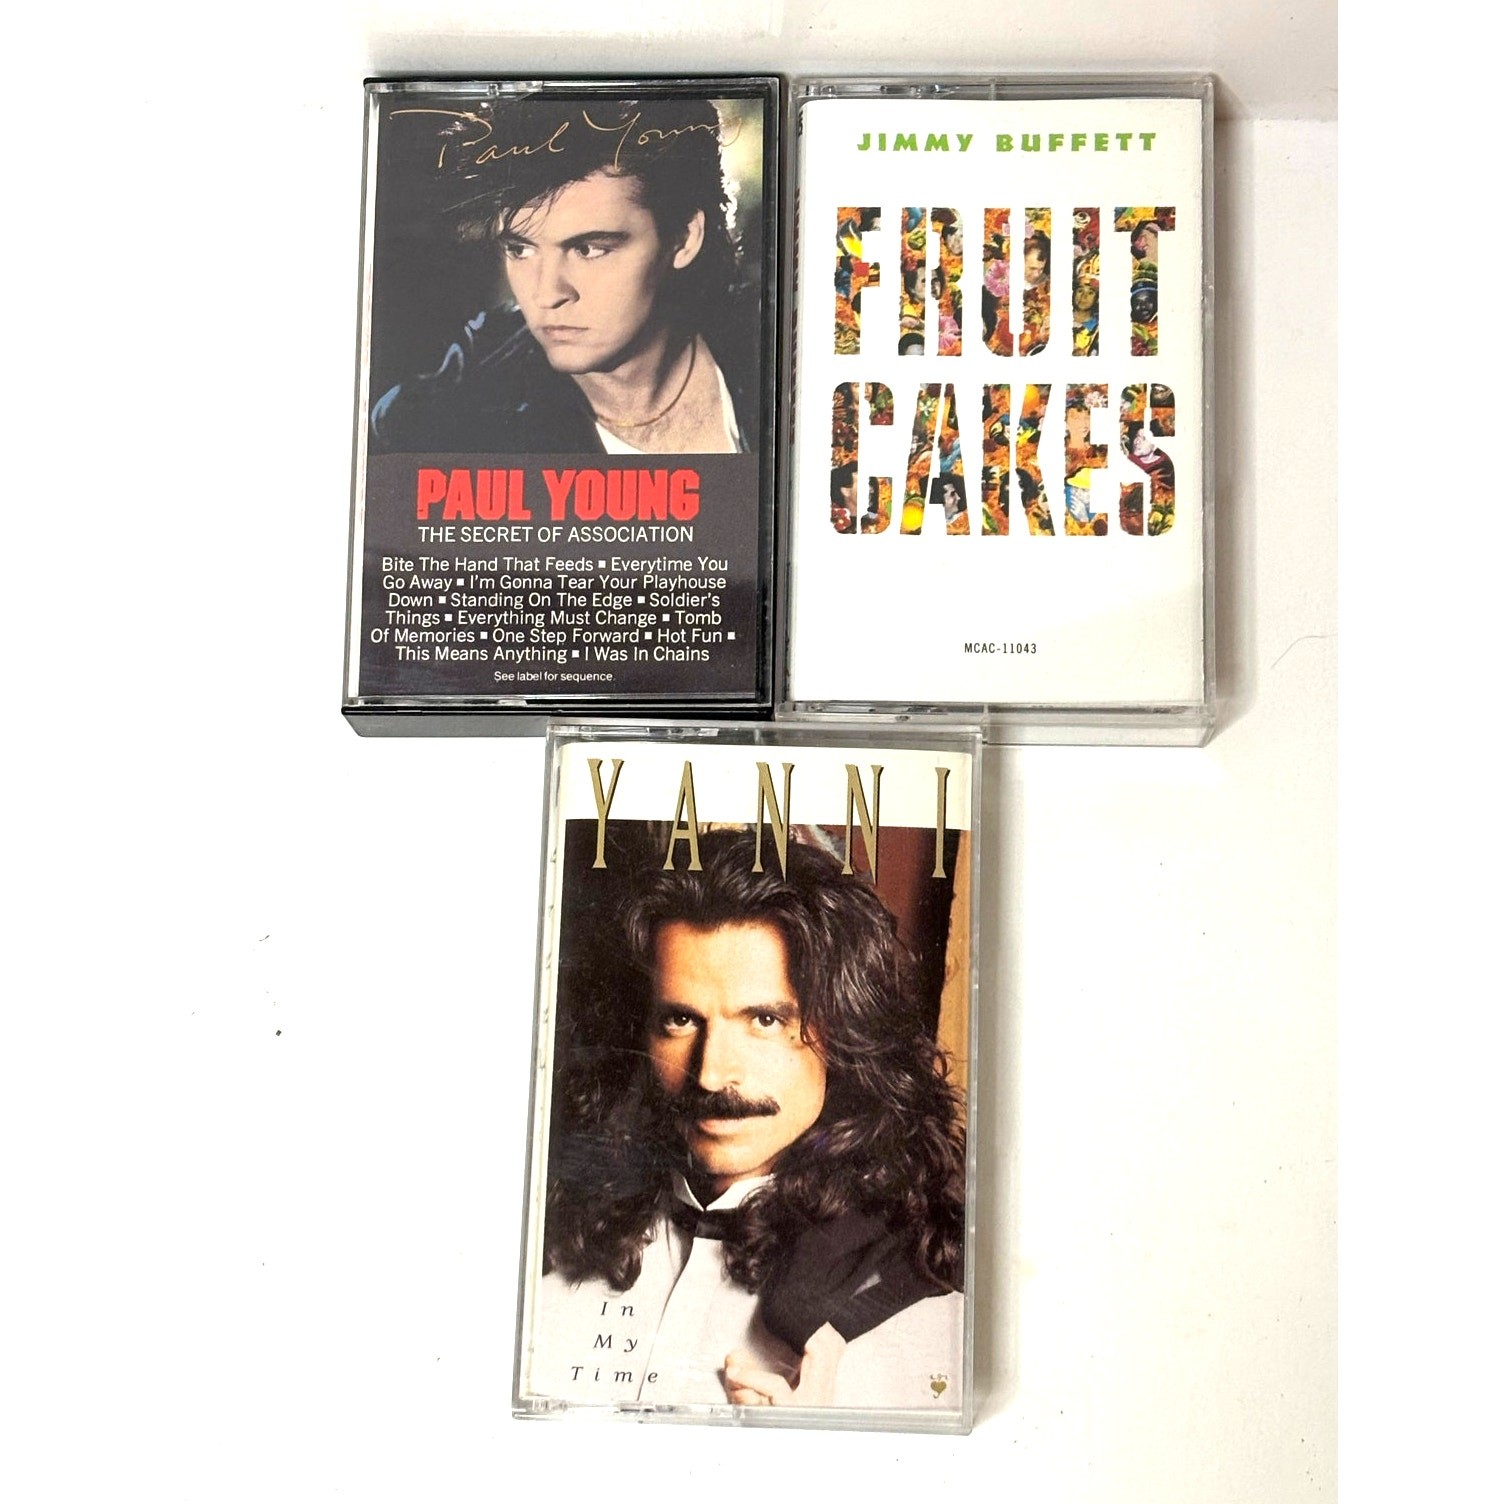 Paul Young
PAUL YOUNG
THE SECRET OF ASSOCIATION
Bite The Hand That Feeds ■ Everytime You
Go Away ■ I'm Gonna Tear Your Playhouse
Down ■ Standing On The Edge ■ Soldier's
Things ■ Everything Must Change ■ Tomb
Of Memories ■ One Step Forward ■ Hot Fun ■
This Means Anything ■ I Was In Chains
See label for sequence.
JIMMY BUFFETT
FRUIT
CAKES
MCAC-11043
YANNI
In
My
Time